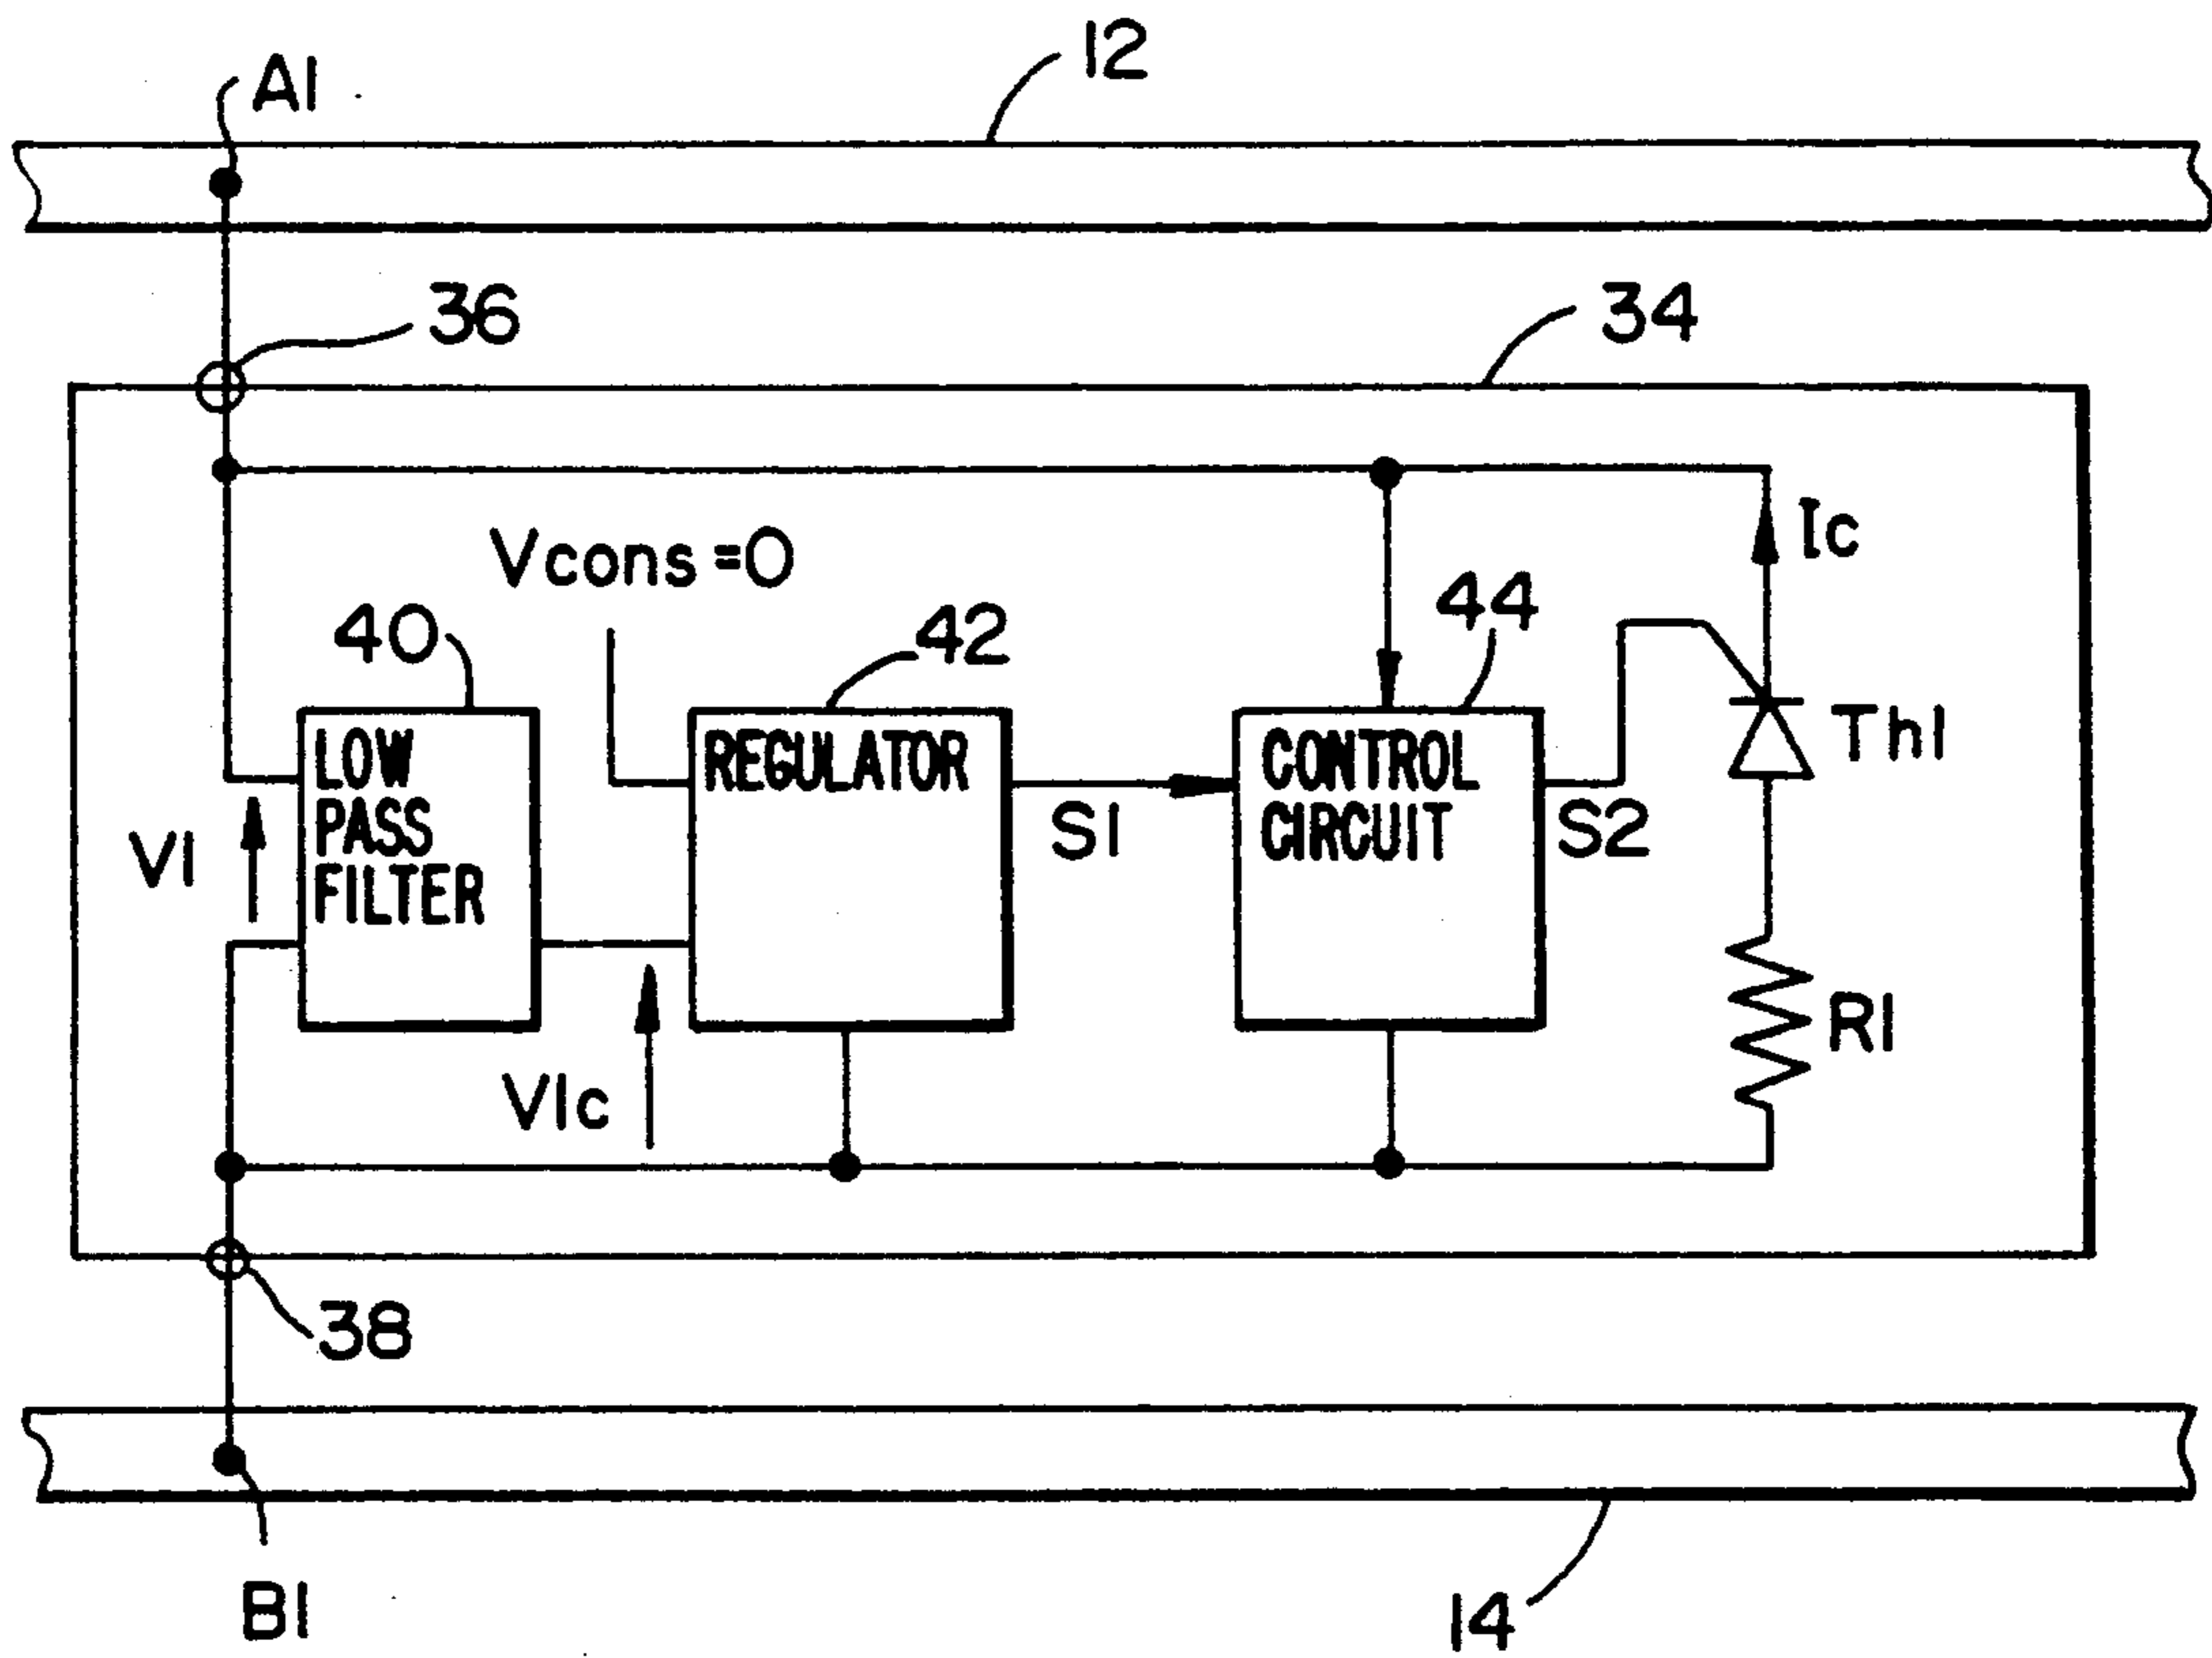 12
A1
36
34
Vcons=0
Ic
40
42
44
LOW
PASS
FILTER
REGULATOR
CONTROL
CIRCUIT
Th1
V1
S1
S2
R1
V1c
38
B1
14